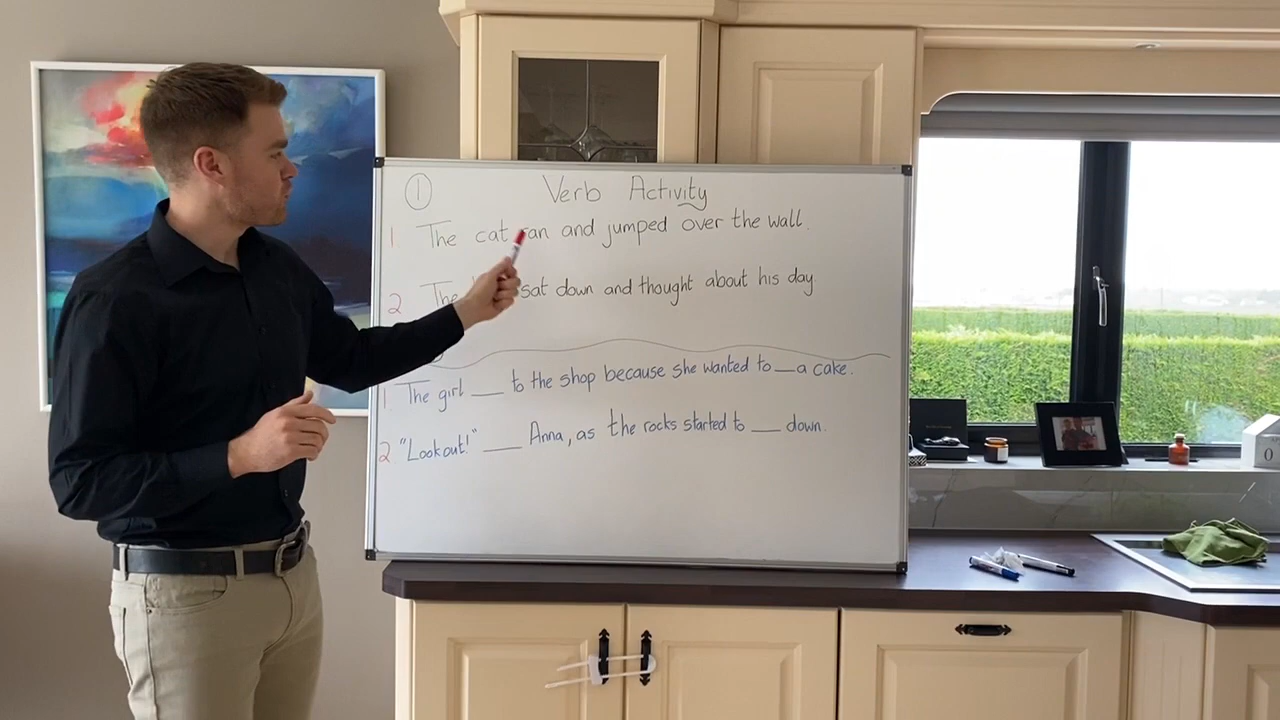 ① Verb Activity
1 The cat ran and jumped over the wall.
2 The sat down and thought about his day
1. The girl ___ to the shop because she wanted to ___ a cake.
2 "Look out!" ___ Anna, as the rocks started to ___ down.